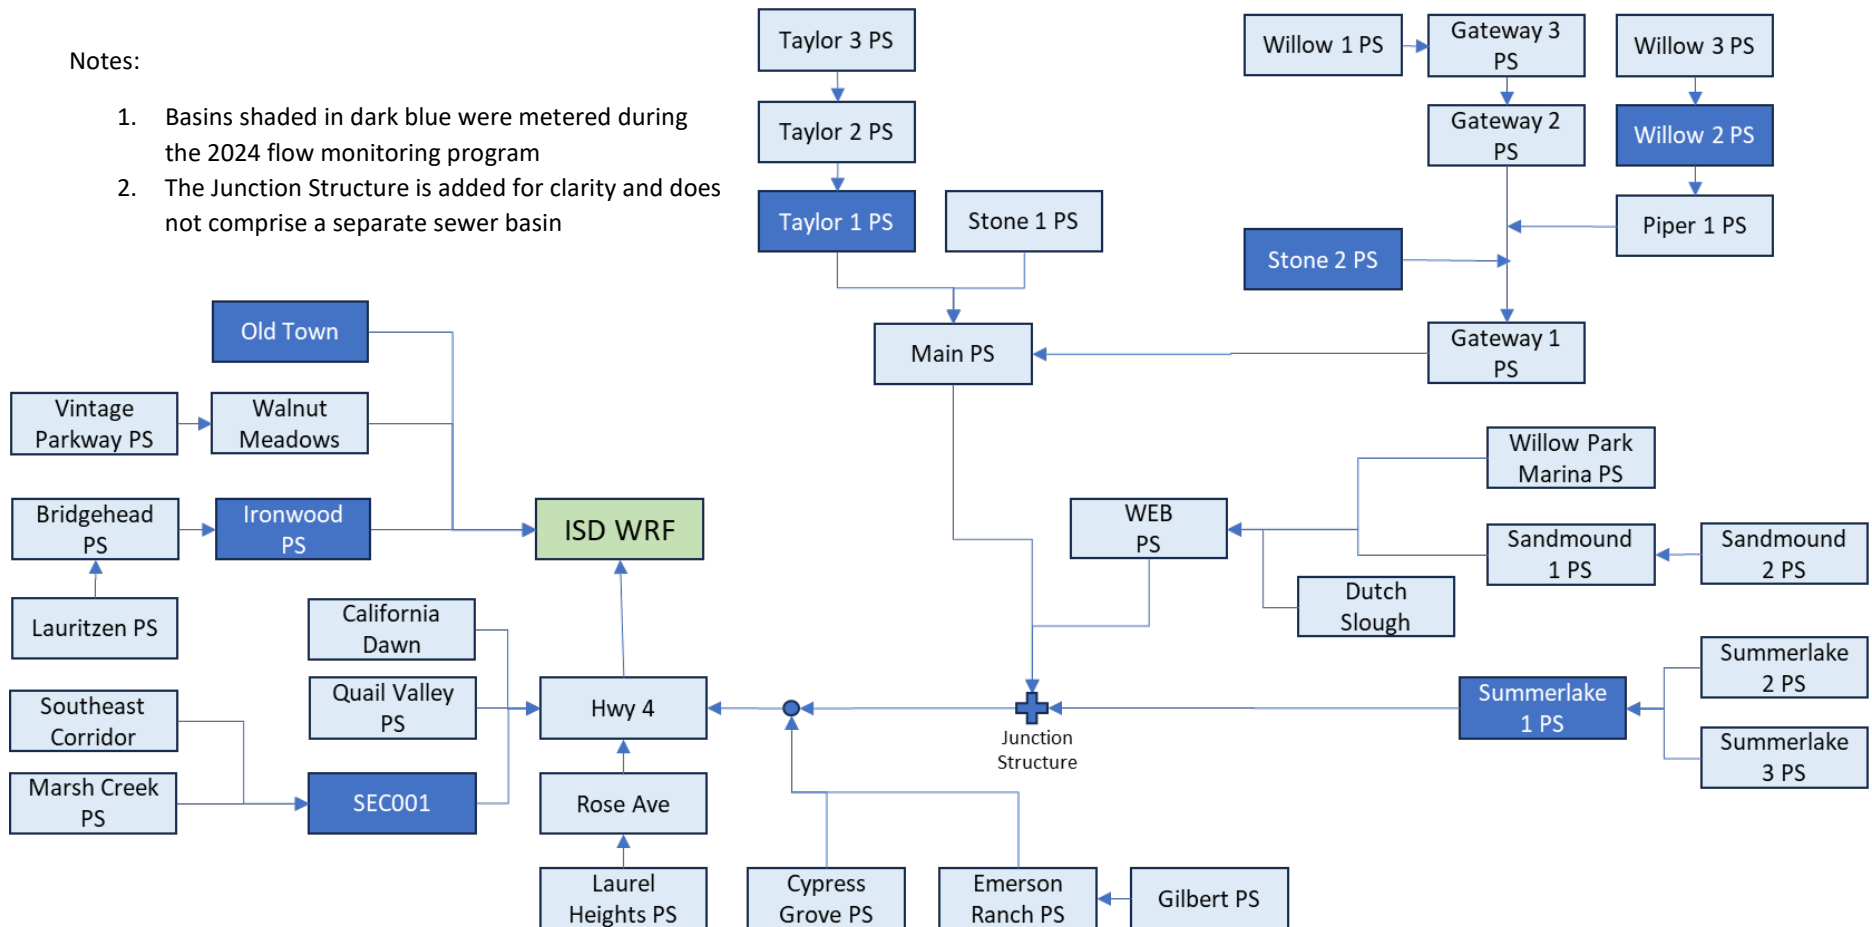 Notes:
1. Basins shaded in dark blue were metered during
the 2024 flow monitoring program
2. The Junction Structure is added for clarity and does
not comprise a separate sewer basin
Taylor 3 PS
Taylor 2 PS
Taylor 1 PS
Stone 1 PS
Main PS
Willow 1 PS
Gateway 3
PS
Willow 3 PS
Gateway 2
PS
Willow 2 PS
Piper 1 PS
Stone 2 PS
Gateway 1
PS
Old Town
Vintage
Parkway PS
Walnut
Meadows
Bridgehead
PS
Ironwood
PS
ISD WRF
Lauritzen PS
California
Dawn
Quail Valley
PS
Southeast
Corridor
Marsh Creek
PS
SEC001
Hwy 4
Rose Ave
Laurel
Heights PS
Cypress
Grove PS
Emerson
Ranch PS
Gilbert PS
Junction
Structure
WEB
PS
Willow Park
Marina PS
Sandmound
1 PS
Sandmound
2 PS
Dutch
Slough
Summerlake
1 PS
Summerlake
2 PS
Summerlake
3 PS